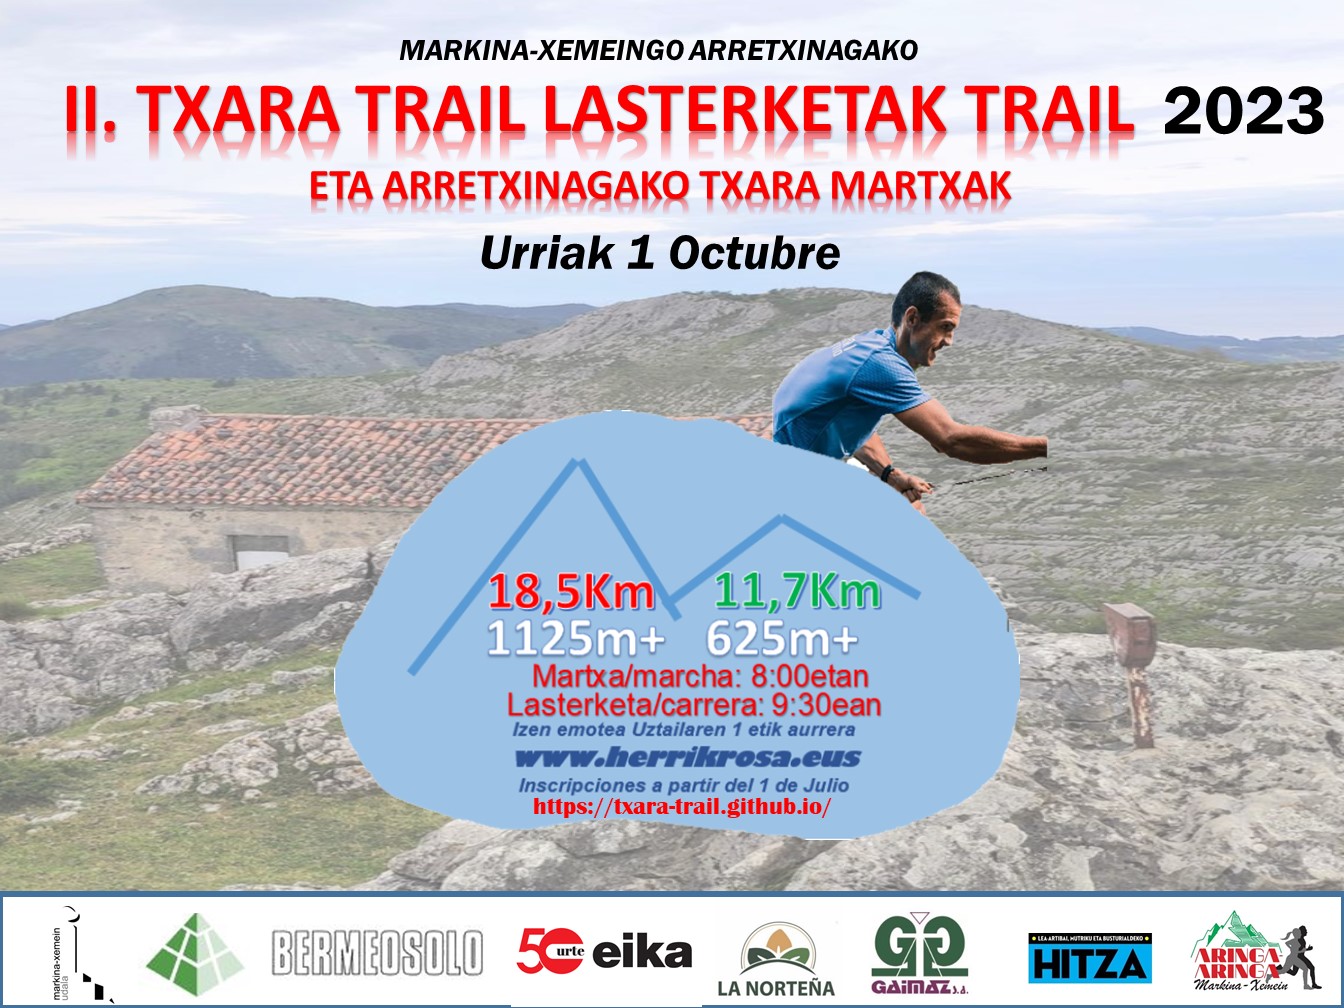 MARKINA-XEMEINGO ARRETXINAGAKO
II. TXARA TRAIL LASTERKETAK TRAIL 2023
ETA ARRETXINAGAKO TXARA MARTXAK
Urriak 1 Octubre
18,5Km 11,7Km
1125m+ 625m+
Martxa/marcha: 8:00etan
Lasterketa/carrera: 9:30ean
Izen emotea Uztailaren 1 etik aurrera
www.herrikrosa.eus
Inscripciones a partir del 1 de Julio
https://txara-trail.github.io/
markina-xemein
udala
BERMEOSOLO
50 urte eika
LA NORTEÑA
GAIMAZ s.a.
LEA ARTIBAI, MUTRIKU ETA BUSTURIALDEKO
HITZA
ARINGA
ARINGA
Markina-Xemein